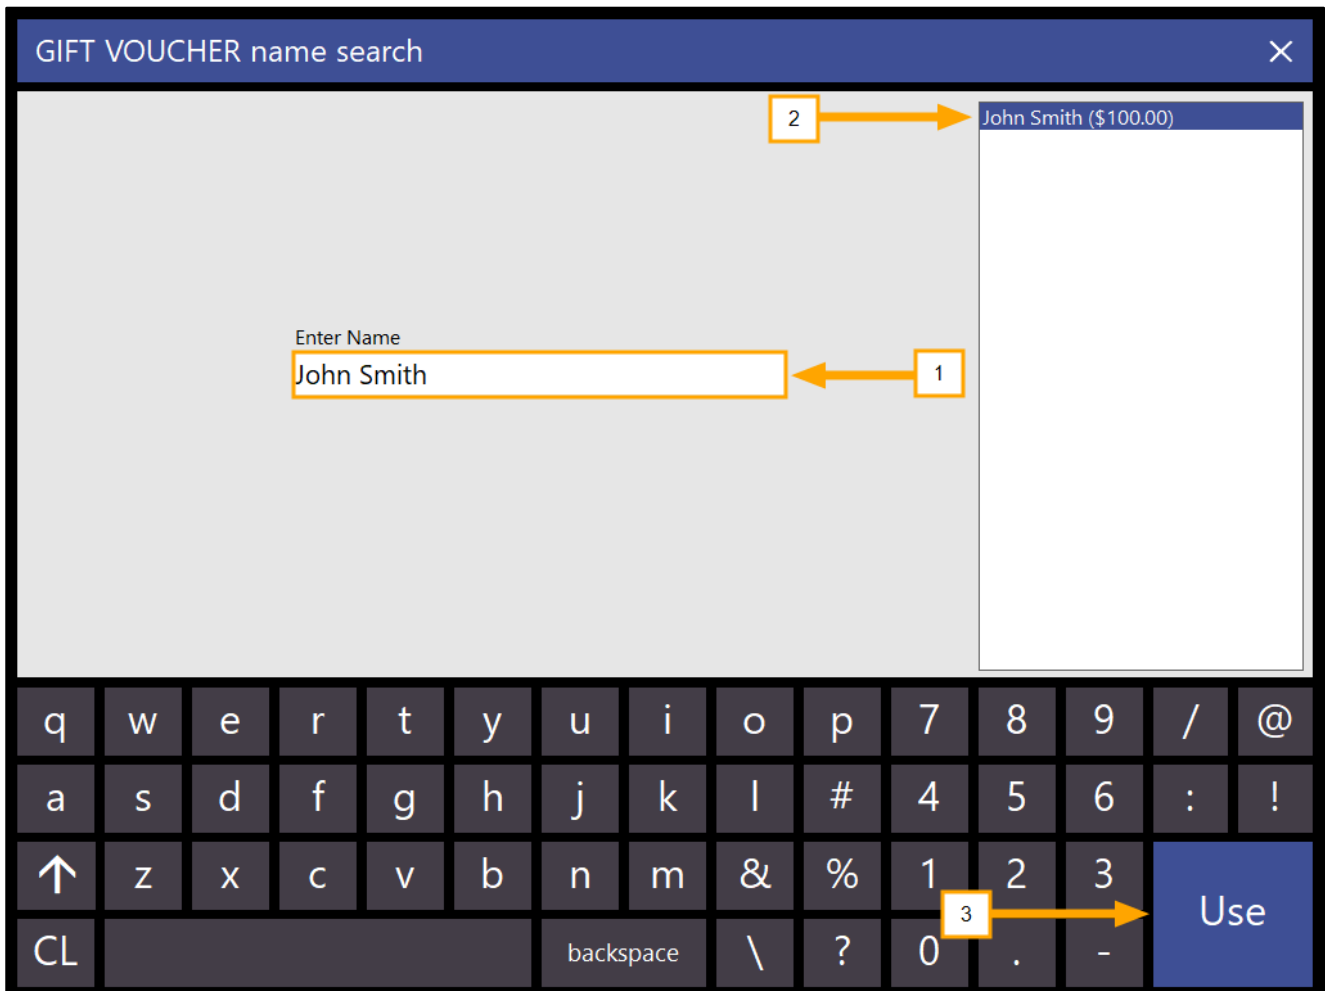 GIFT VOUCHER name search
2
John Smith ($100.00)
Enter Name
John Smith
1
q w e r t y u i o p 7 8 9 / @
a s d f g h j k l # 4 5 6 : !
↑ z x c v b n m & % 1 2 3
3
Use
CL backspace \ ? 0 . -